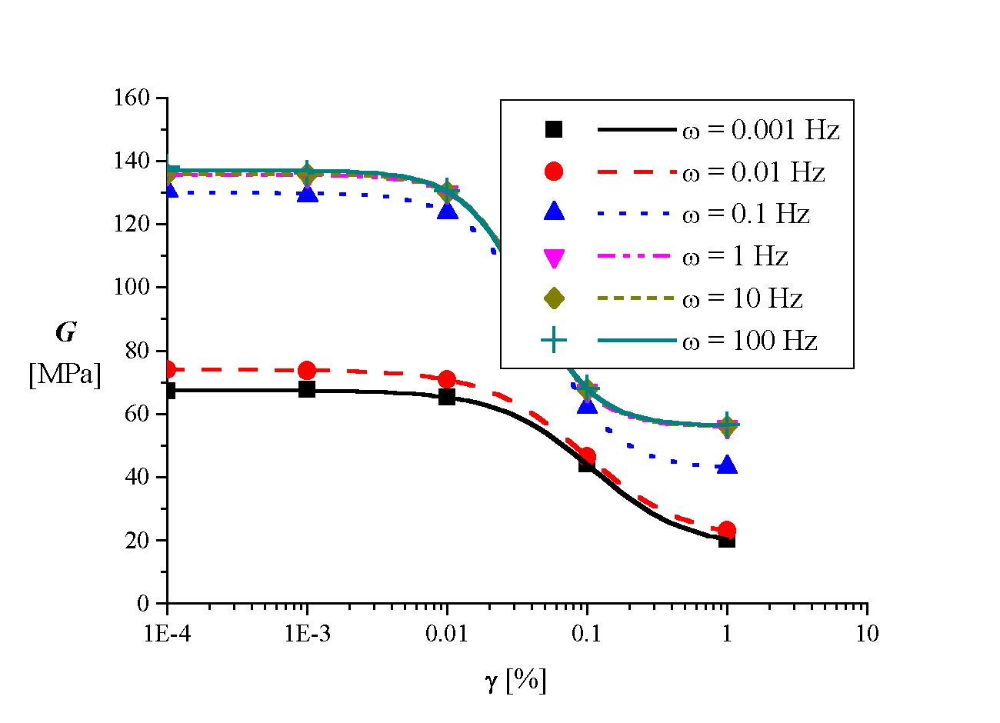 160
140
120
100
80
60
40
20
0
G
[MPa]
ω = 0.001 Hz
ω = 0.01 Hz
ω = 0.1 Hz
ω = 1 Hz
ω = 10 Hz
ω = 100 Hz
1E-4 1E-3 0.01 0.1 1 10
γ [%]